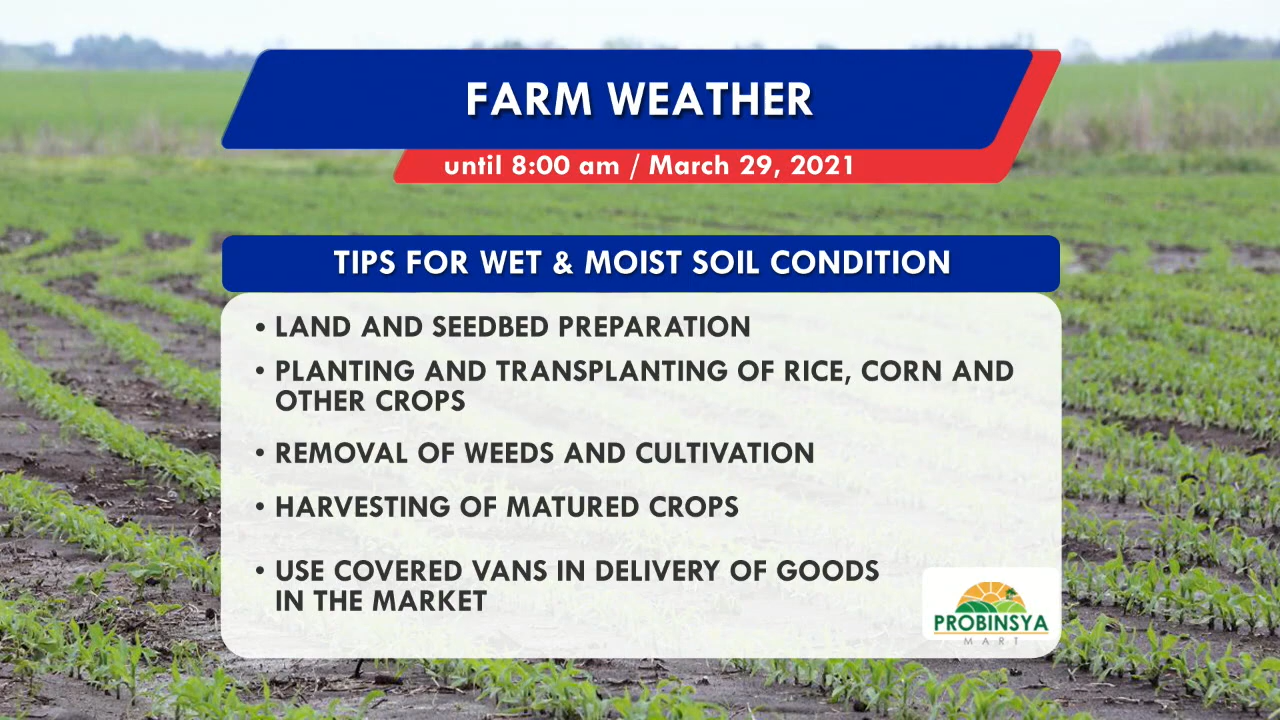 FARM WEATHER
until 8:00 am / March 29, 2021
TIPS FOR WET & MOIST SOIL CONDITION
• LAND AND SEEDBED PREPARATION
• PLANTING AND TRANSPLANTING OF RICE, CORN AND
OTHER CROPS
• REMOVAL OF WEEDS AND CULTIVATION
• HARVESTING OF MATURED CROPS
• USE COVERED VANS IN DELIVERY OF GOODS
IN THE MARKET
PROBINSYA
MART